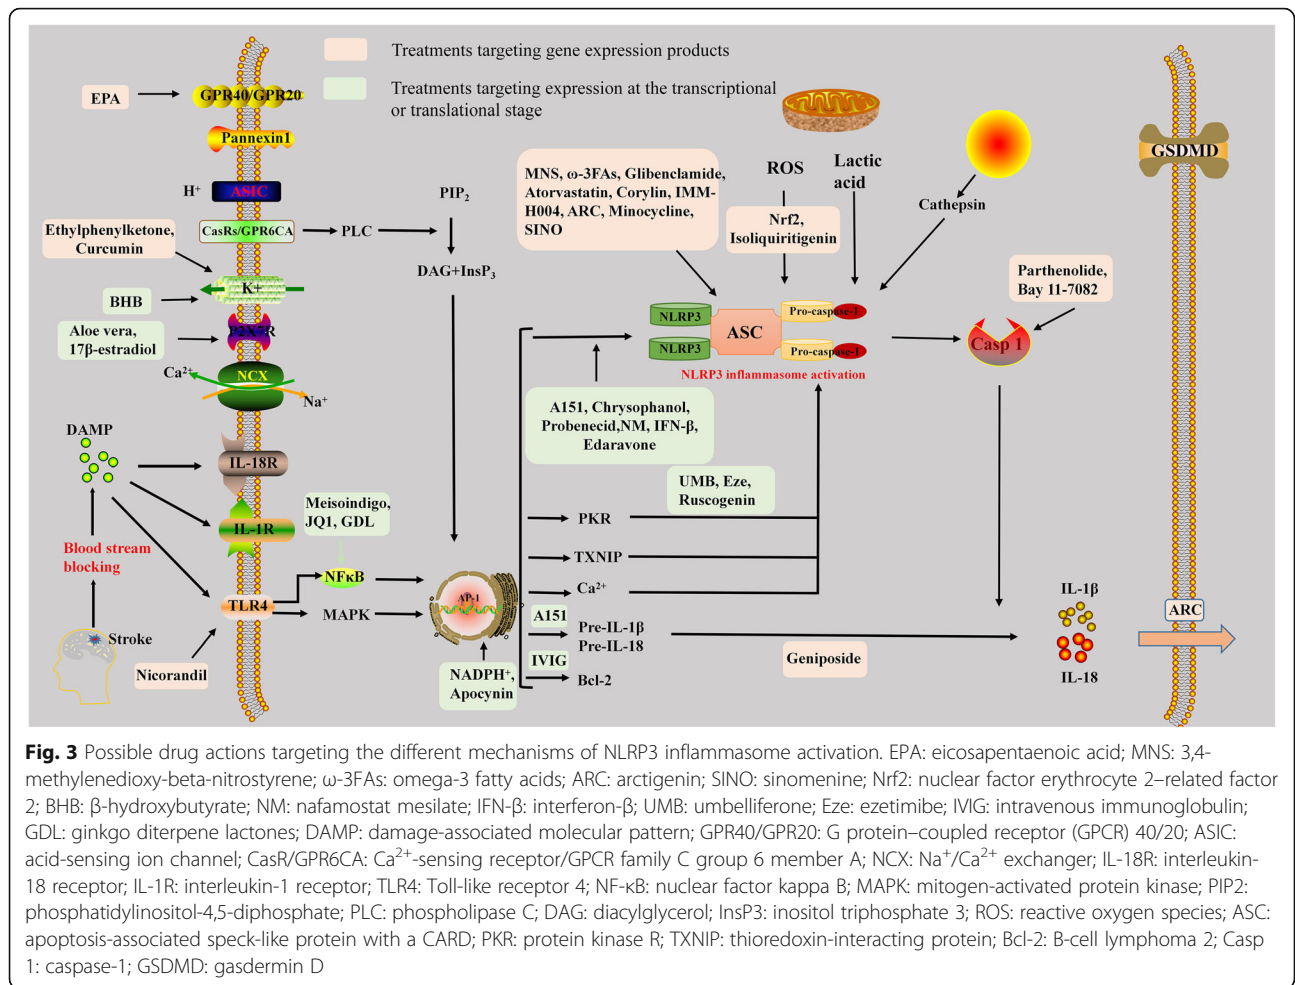 Treatments targeting gene expression products
Treatments targeting expression at the transcriptional
or translational stage
EPA
GPR40/GPR20
Pannexin1
H⁺
ASIC
CasRs/GPR6CA
PLC
PIP₂
DAG+InsP₃
Ethylphenylketone,
Curcumin
K+
BHB
Aloe vera,
17β-estradiol
P2X7R
Ca²⁺
NCX
Na⁺
DAMP
IL-18R
IL-1R
Blood stream
blocking
TLR4
Stroke
Nicorandil
Meisoindigo,
JQ1, GDL
NFκB
MAPK
AP-1
NADPH⁺,
Apocynin
MNS, ω-3FAs, Glibenclamide,
Atorvastatin, Corylin, IMM-
H004, ARC, Minocycline,
SINO
ROS
Lactic
acid
Nrf2,
Isoliquiritigenin
Cathepsin
GSDMD
NLRP3
NLRP3
ASC
Pro-caspase-1
Pro-caspase-1
NLRP3 inflammasome activation
Parthenolide,
Bay 11-7082
Casp 1
A151, Chrysophanol,
Probenecid,NM, IFN-β,
Edaravone
UMB, Eze,
Ruscogenin
PKR
TXNIP
Ca²⁺
A151
Pre-IL-1β
Pre-IL-18
IVIG
Bcl-2
Geniposide
IL-1β
IL-18
ARC
Fig. 3 Possible drug actions targeting the different mechanisms of NLRP3 inflammasome activation. EPA: eicosapentaenoic acid; MNS: 3,4-
methylenedioxy-beta-nitrostyrene; ω-3FAs: omega-3 fatty acids; ARC: arctigenin; SINO: sinomenine; Nrf2: nuclear factor erythrocyte 2–related factor
2; BHB: β-hydroxybutyrate; NM: nafamostat mesilate; IFN-β: interferon-β; UMB: umbelliferone; Eze: ezetimibe; IVIG: intravenous immunoglobulin;
GDL: ginkgo diterpene lactones; DAMP: damage-associated molecular pattern; GPR40/GPR20: G protein–coupled receptor (GPCR) 40/20; ASIC:
acid-sensing ion channel; CasR/GPR6CA: Ca²⁺-sensing receptor/GPCR family C group 6 member A; NCX: Na⁺/Ca²⁺ exchanger; IL-18R: interleukin-
18 receptor; IL-1R: interleukin-1 receptor; TLR4: Toll-like receptor 4; NF-κB: nuclear factor kappa B; MAPK: mitogen-activated protein kinase; PIP2:
phosphatidylinositol-4,5-diphosphate; PLC: phospholipase C; DAG: diacylglycerol; InsP3: inositol triphosphate 3; ROS: reactive oxygen species; ASC:
apoptosis-associated speck-like protein with a CARD; PKR: protein kinase R; TXNIP: thioredoxin-interacting protein; Bcl-2: B-cell lymphoma 2; Casp
1: caspase-1; GSDMD: gasdermin D